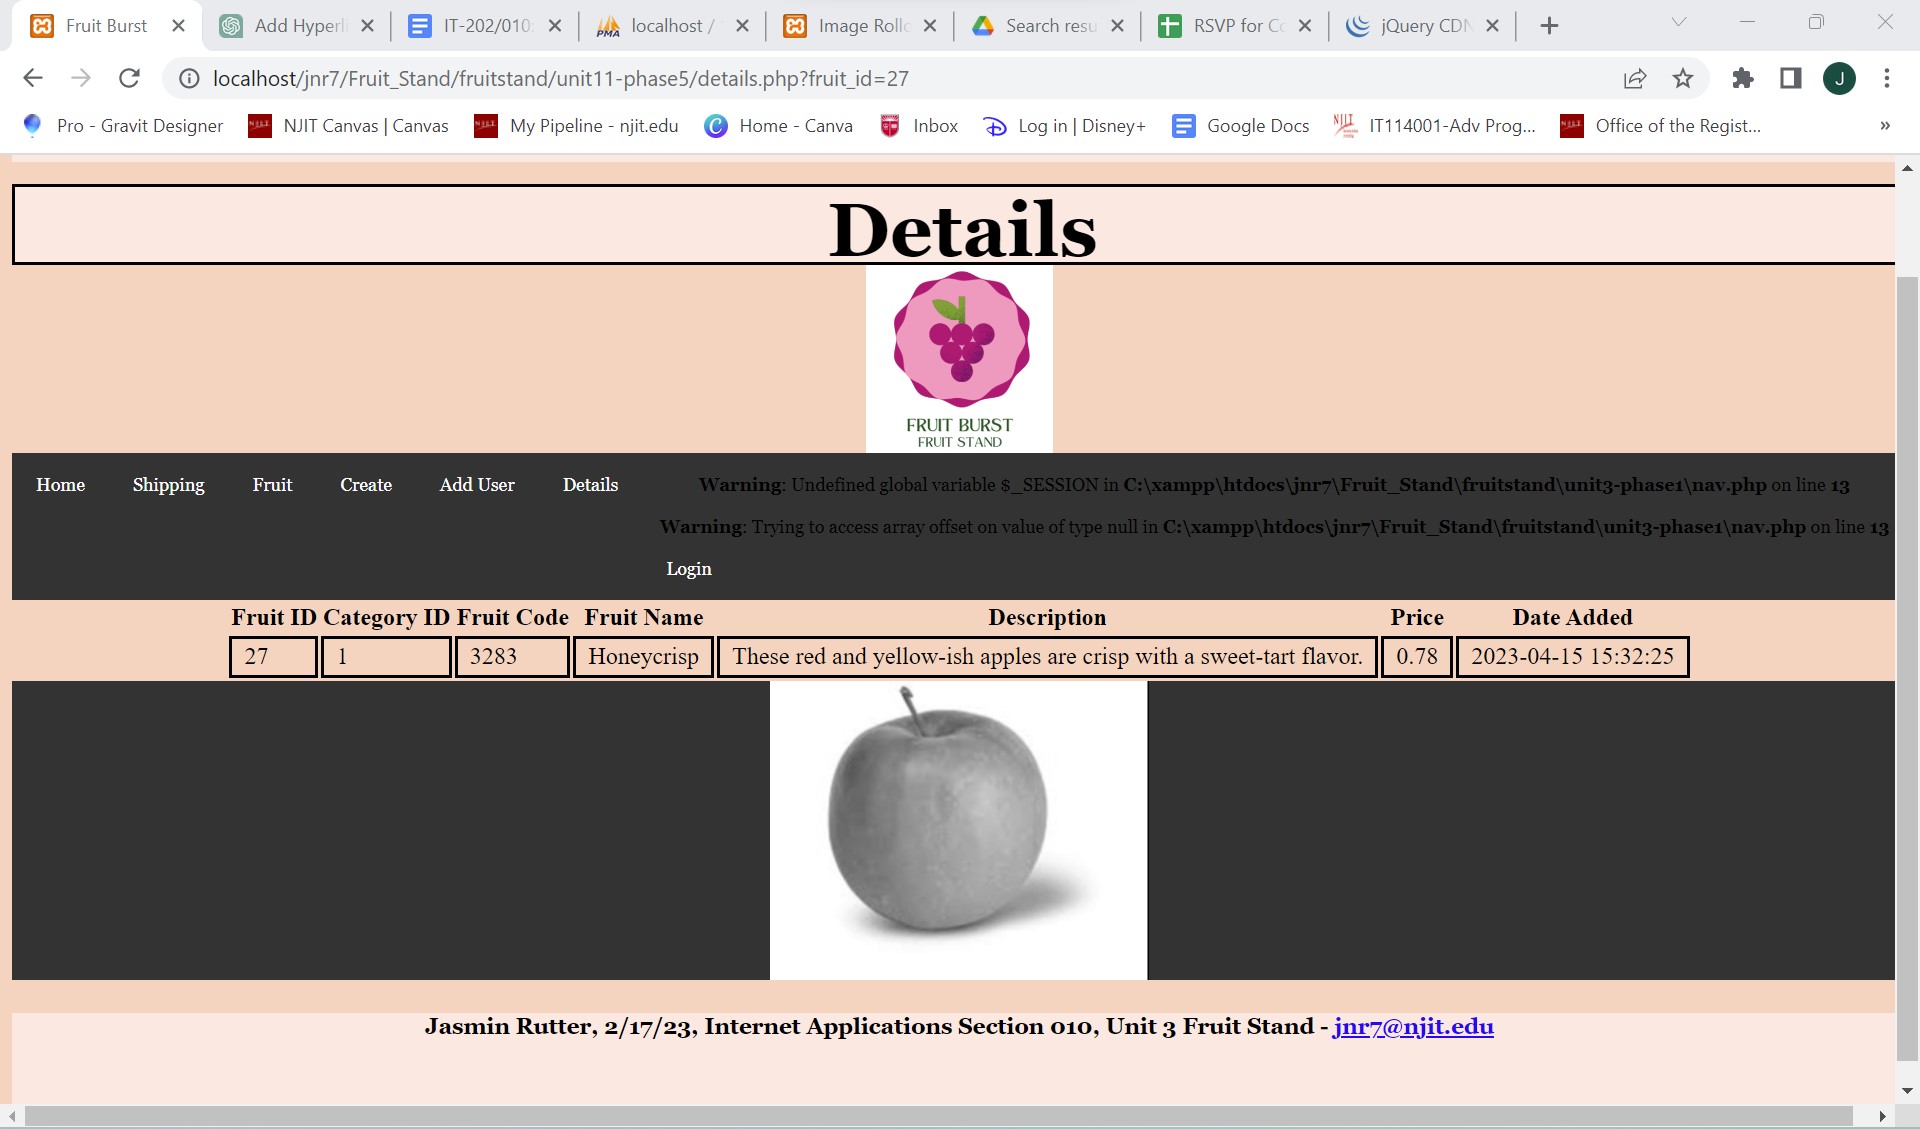 Fruit Burst
Add Hyperli
IT-202/010:
localhost /
Image Rollo
Search resu
RSVP for Co
jQuery CDN
localhost/jnr7/Fruit_Stand/fruitstand/unit11-phase5/details.php?fruit_id=27
J
Pro - Gravit Designer
NJIT Canvas | Canvas
My Pipeline - njit.edu
Home - Canva
Inbox
Log in | Disney+
Google Docs
IT114001-Adv Prog...
Office of the Regist...
»
Details
FRUIT BURST
FRUIT STAND
Home Shipping Fruit Create Add User Details
Warning: Undefined global variable $_SESSION in C:\xampp\htdocs\jnr7\Fruit_Stand\fruitstand\unit3-phase1\nav.php on line 13
Warning: Trying to access array offset on value of type null in C:\xampp\htdocs\jnr7\Fruit_Stand\fruitstand\unit3-phase1\nav.php on line 13
Login
Fruit ID Category ID Fruit Code Fruit Name Description Price Date Added
27 1 3283 Honeycrisp These red and yellow-ish apples are crisp with a sweet-tart flavor. 0.78 2023-04-15 15:32:25
Jasmin Rutter, 2/17/23, Internet Applications Section 010, Unit 3 Fruit Stand - jnr7@njit.edu